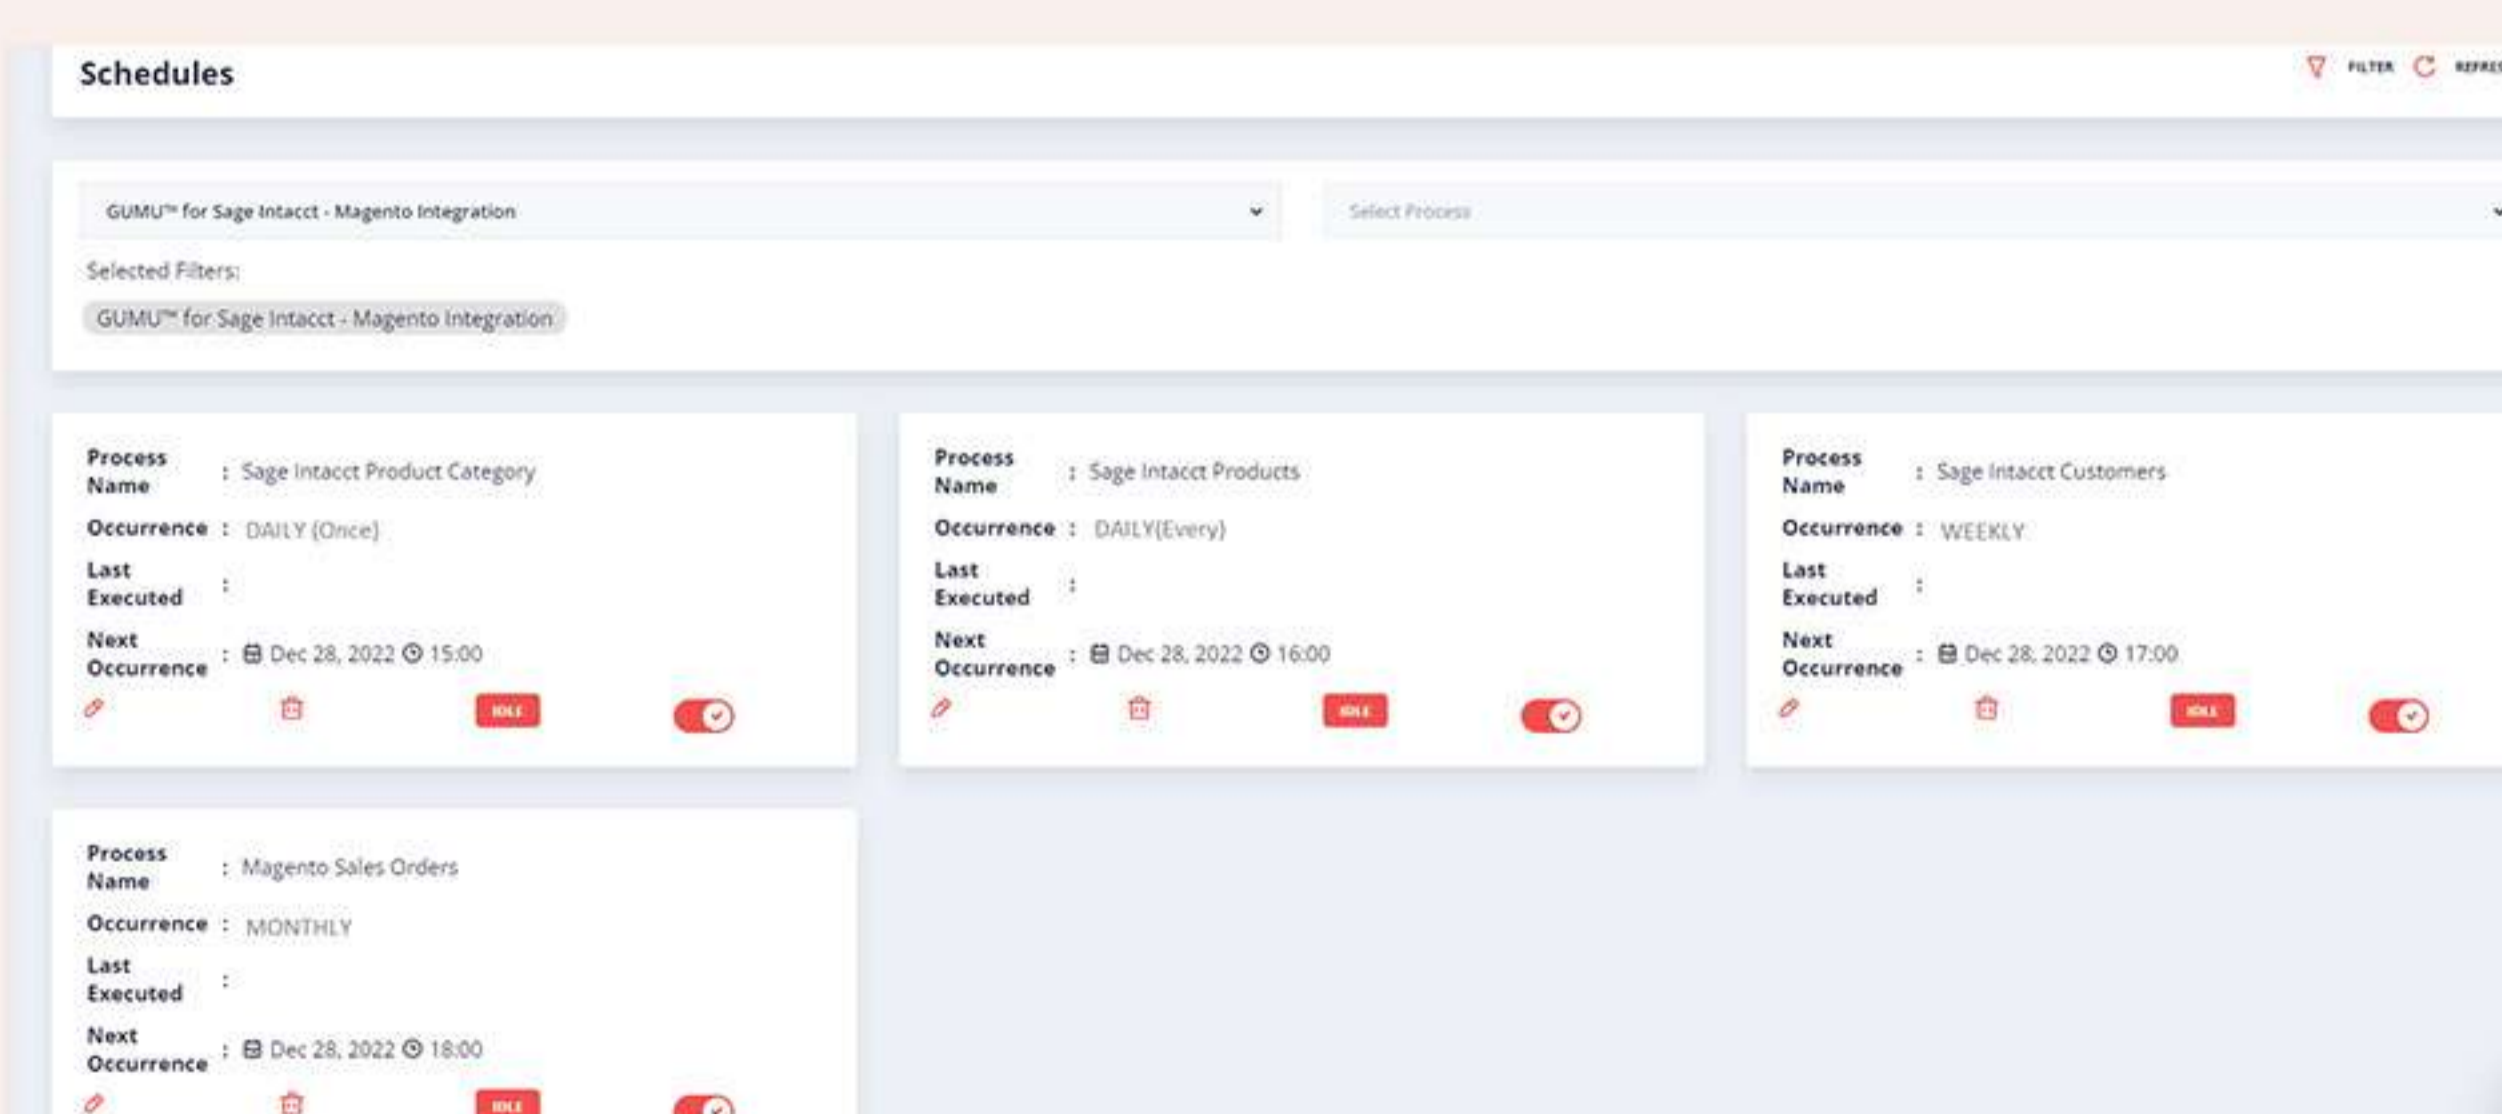 Schedules
FILTER
GUMU™ for Sage Intacct - Magento Integration
Select Process
Selected Filters:
GUMU™ for Sage Intacct - Magento Integration
Process Name : Sage Intacct Product Category
Occurrence : DAILY (Once)
Last Executed :
Next Occurrence : Dec 28, 2022 15:00
IDLE
Process Name : Sage Intacct Products
Occurrence : DAILY(Every)
Last Executed :
Next Occurrence : Dec 28, 2022 16:00
IDLE
Process Name : Sage Intacct Customers
Occurrence : WEEKLY
Last Executed :
Next Occurrence : Dec 28, 2022 17:00
IDLE
Process Name : Magento Sales Orders
Occurrence : MONTHLY
Last Executed :
Next Occurrence : Dec 28, 2022 18:00
IDLE